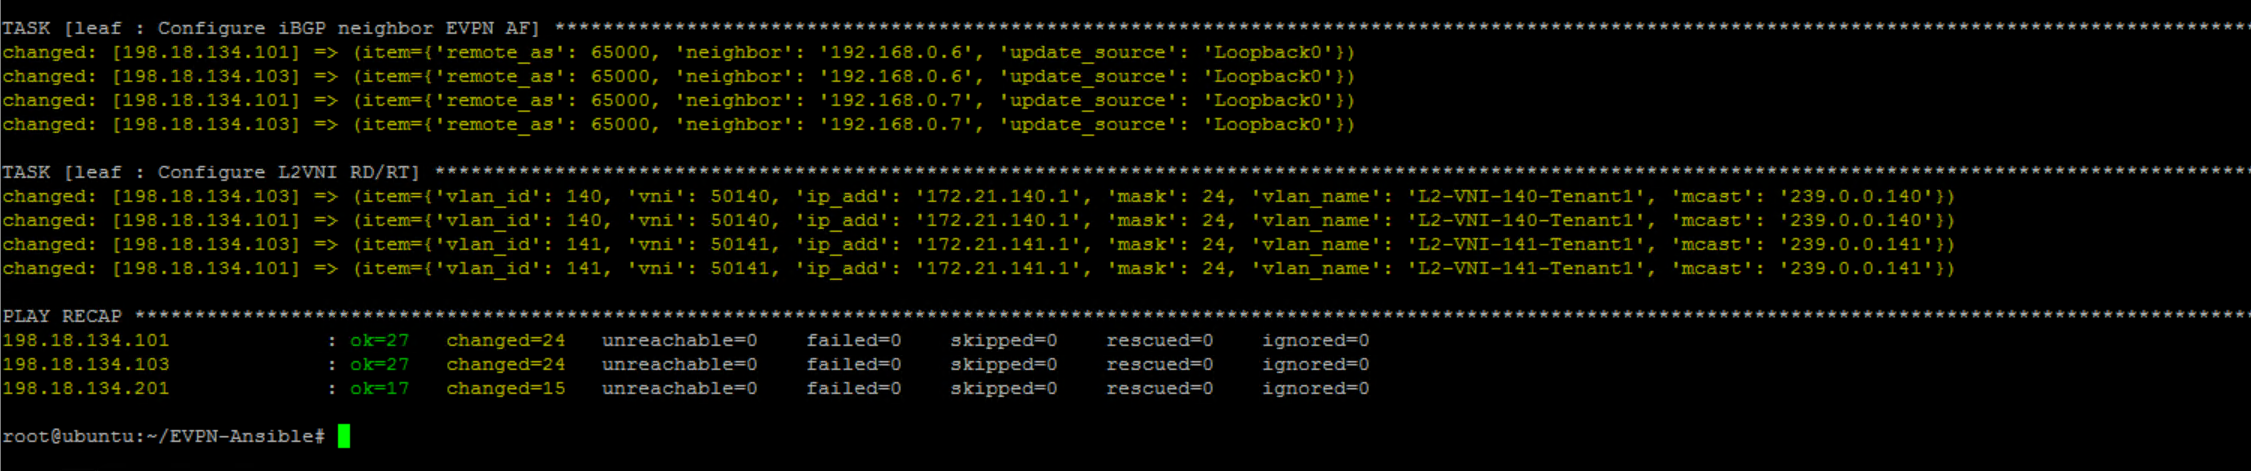 TASK [leaf : Configure iBGP neighbor EVPN AF] ********************************************************************************************************************************************
changed: [198.18.134.101] => (item={'remote_as': 65000, 'neighbor': '192.168.0.6', 'update_source': 'Loopback0'})
changed: [198.18.134.103] => (item={'remote_as': 65000, 'neighbor': '192.168.0.6', 'update_source': 'Loopback0'})
changed: [198.18.134.101] => (item={'remote_as': 65000, 'neighbor': '192.168.0.7', 'update_source': 'Loopback0'})
changed: [198.18.134.103] => (item={'remote_as': 65000, 'neighbor': '192.168.0.7', 'update_source': 'Loopback0'})
TASK [leaf : Configure L2VNI RD/RT] ******************************************************************************************************************************************************
changed: [198.18.134.103] => (item={'vlan_id': 140, 'vni': 50140, 'ip_add': '172.21.140.1', 'mask': 24, 'vlan_name': 'L2-VNI-140-Tenant1', 'mcast': '239.0.0.140'})
changed: [198.18.134.101] => (item={'vlan_id': 140, 'vni': 50140, 'ip_add': '172.21.140.1', 'mask': 24, 'vlan_name': 'L2-VNI-140-Tenant1', 'mcast': '239.0.0.140'})
changed: [198.18.134.103] => (item={'vlan_id': 141, 'vni': 50141, 'ip_add': '172.21.141.1', 'mask': 24, 'vlan_name': 'L2-VNI-141-Tenant1', 'mcast': '239.0.0.141'})
changed: [198.18.134.101] => (item={'vlan_id': 141, 'vni': 50141, 'ip_add': '172.21.141.1', 'mask': 24, 'vlan_name': 'L2-VNI-141-Tenant1', 'mcast': '239.0.0.141'})
PLAY RECAP *******************************************************************************************************************************************************************************
198.18.134.101 : ok=27 changed=24 unreachable=0 failed=0 skipped=0 rescued=0 ignored=0
198.18.134.103 : ok=27 changed=24 unreachable=0 failed=0 skipped=0 rescued=0 ignored=0
198.18.134.201 : ok=17 changed=15 unreachable=0 failed=0 skipped=0 rescued=0 ignored=0
root@ubuntu:~/EVPN-Ansible#